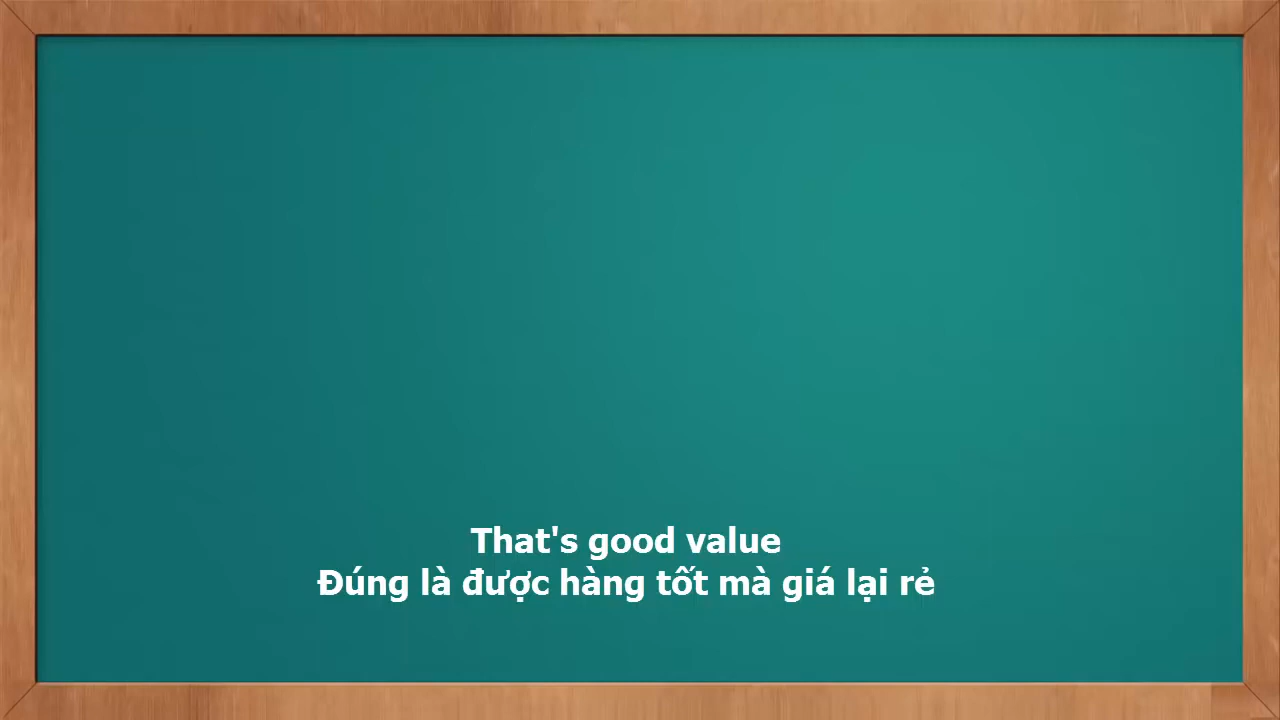 That's good value
Đúng là được hàng tốt mà giá lại rẻ